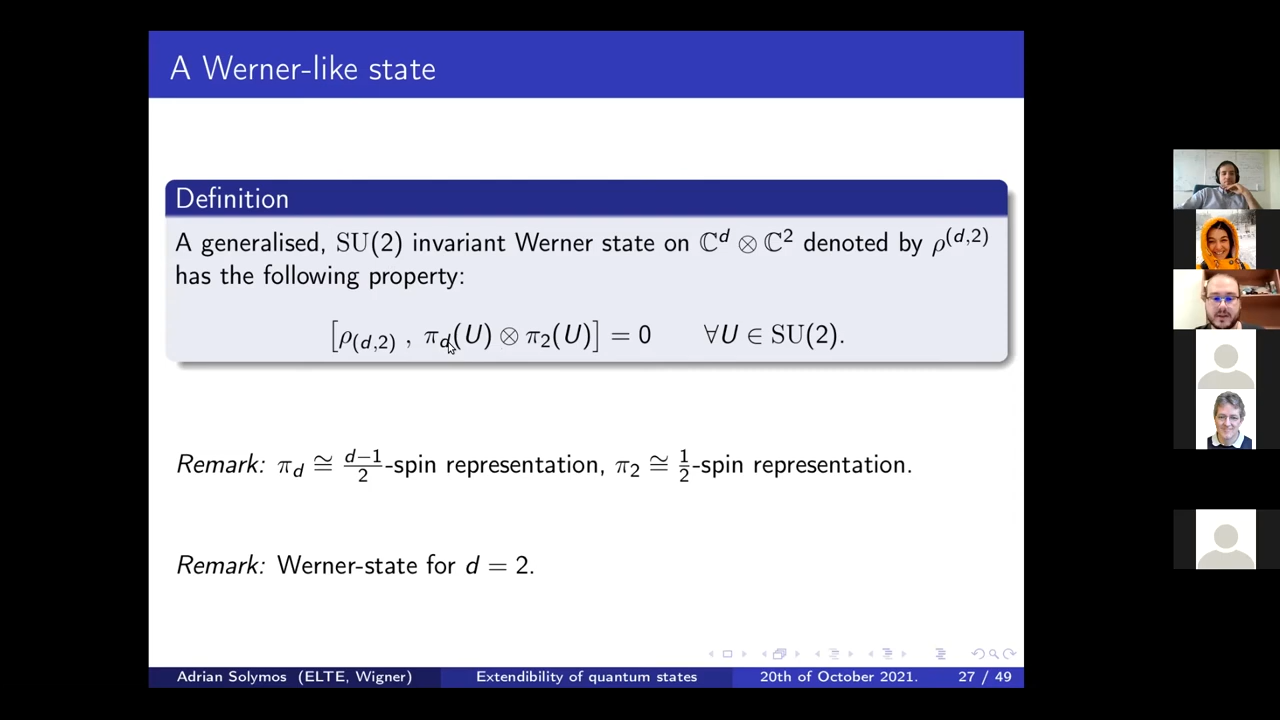 A Werner-like state
Definition
A generalised, SU(2) invariant Werner state on ℂ^d ⊗ ℂ^2 denoted by ρ^(d,2)
has the following property:
[ρ_(d,2) , π_d(U) ⊗ π_2(U)] = 0 ∀U ∈ SU(2).
Remark: π_d ≅ (d−1)/2-spin representation, π_2 ≅ 1/2-spin representation.
Remark: Werner-state for d = 2.
Adrian Solymos (ELTE, Wigner) Extendibility of quantum states 20th of October 2021. 27 / 49